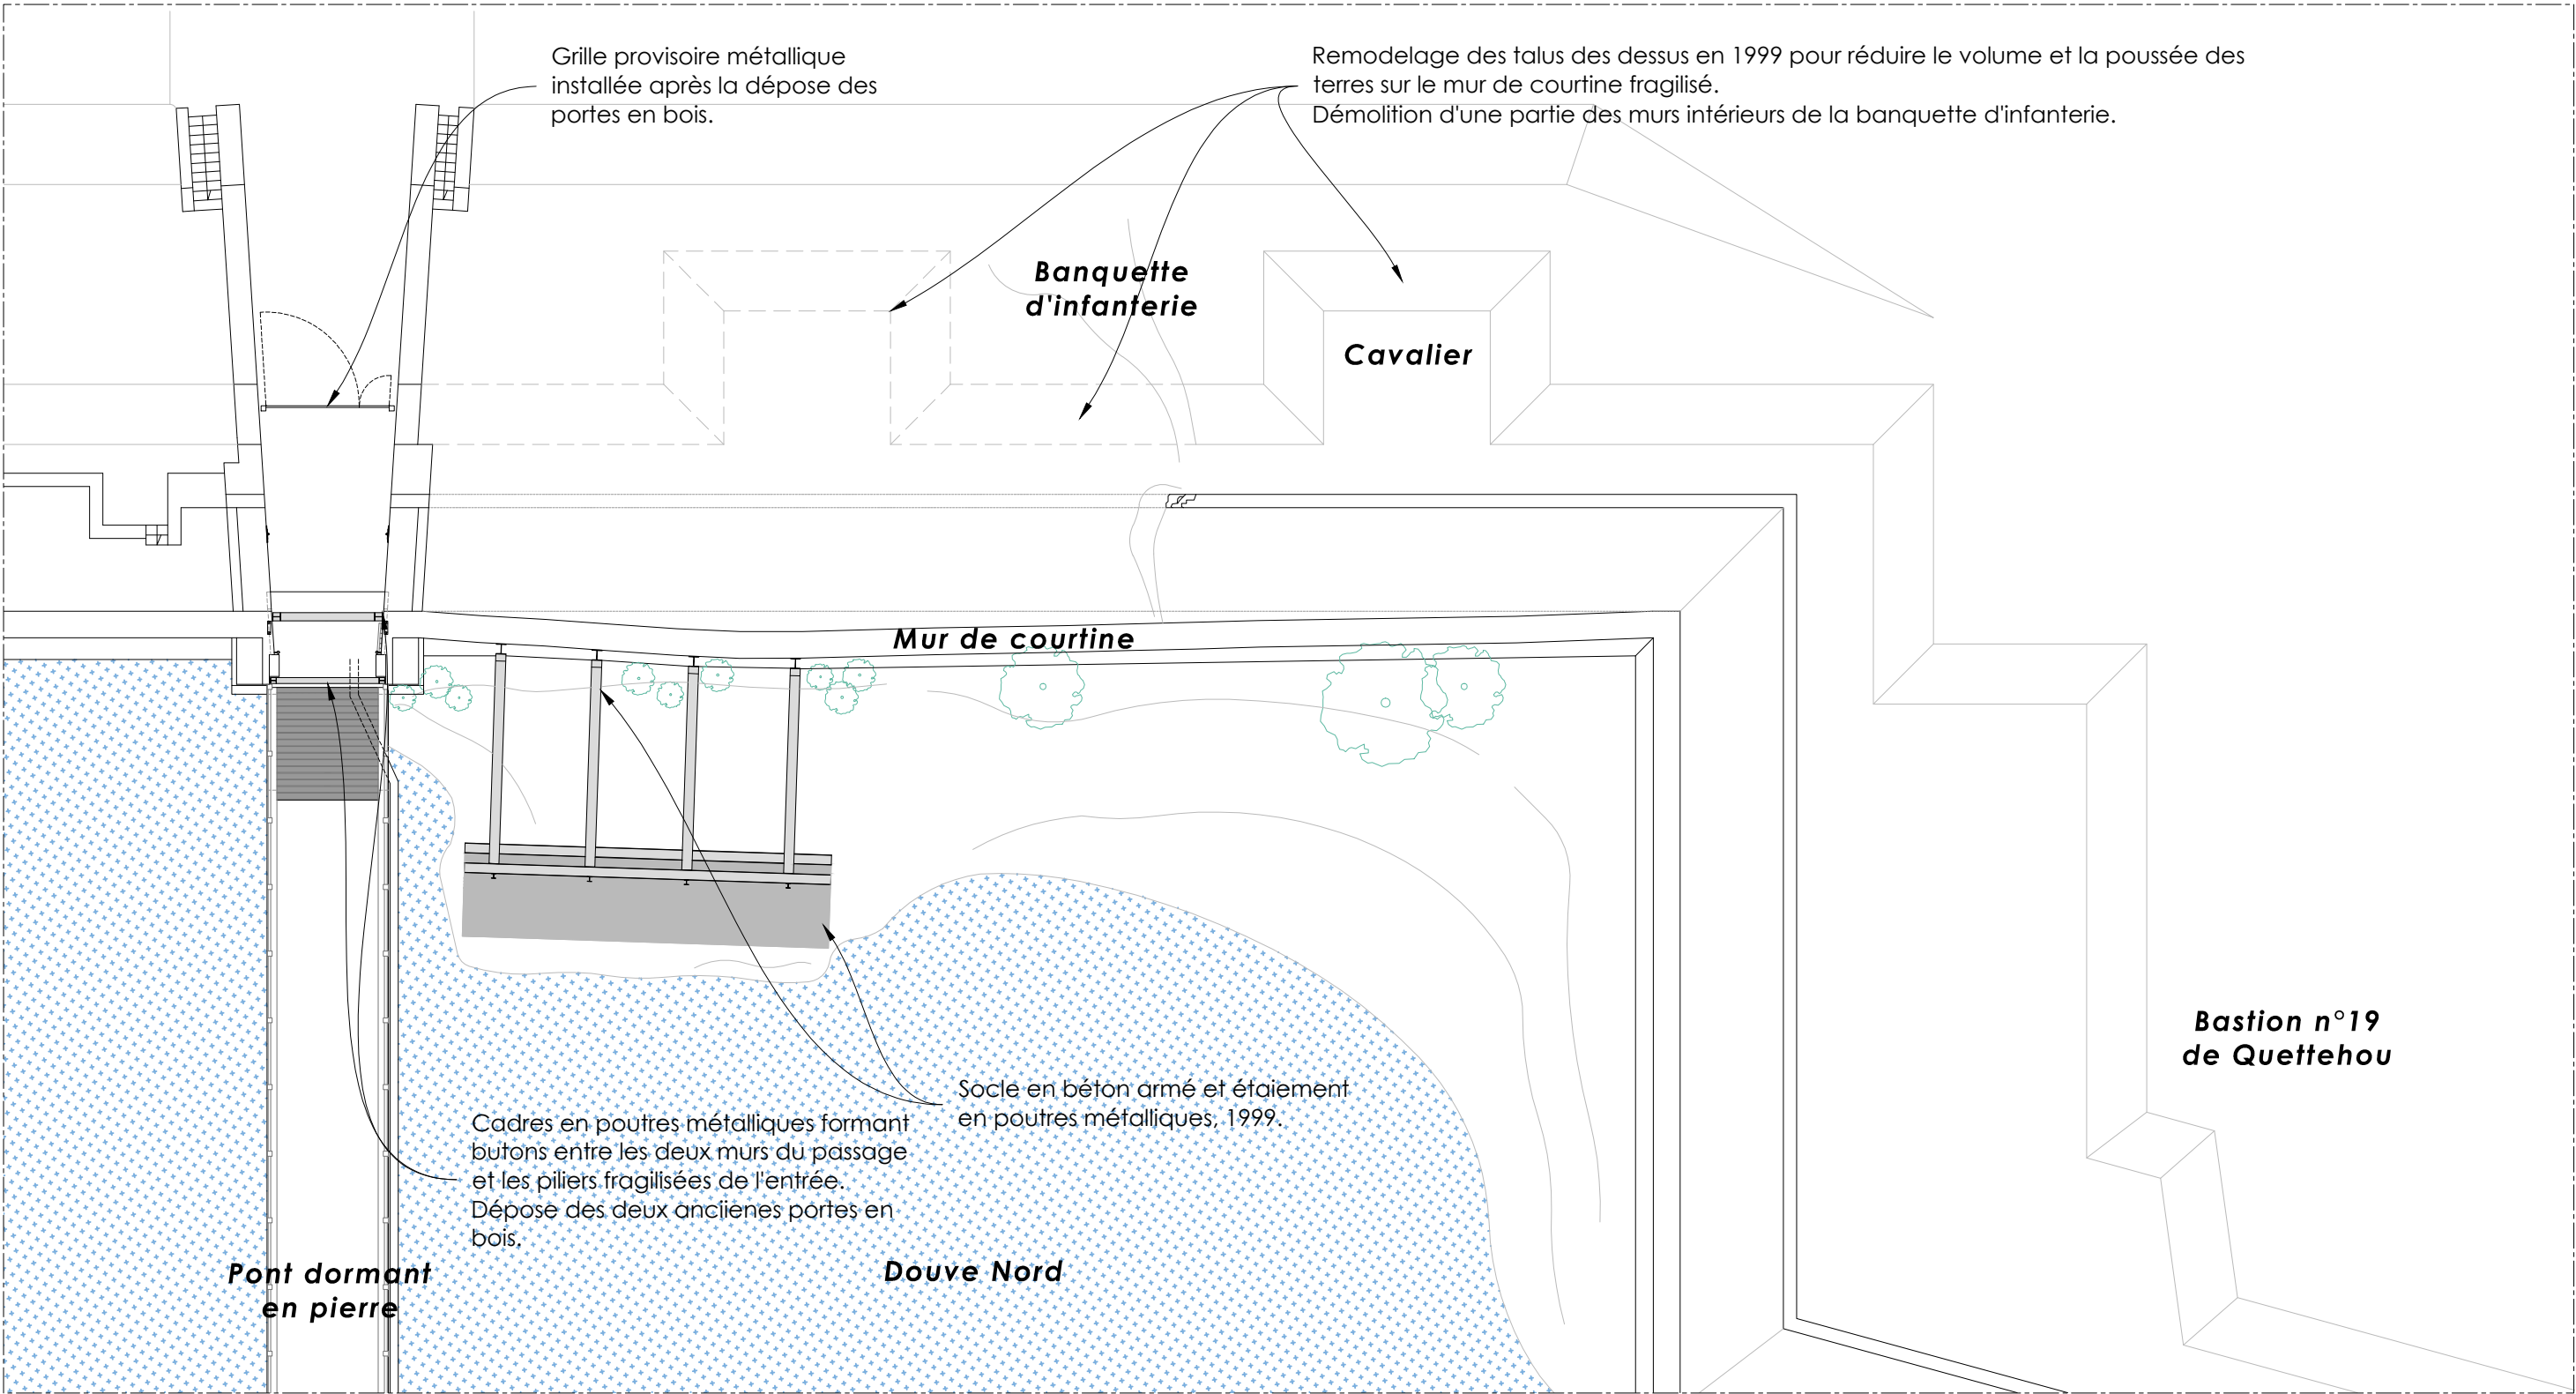 Grille provisoire métallique
installée après la dépose des
portes en bois.
Remodelage des talus des dessus en 1999 pour réduire le volume et la poussée des
terres sur le mur de courtine fragilisé.
Démolition d'une partie des murs intérieurs de la banquette d'infanterie.
Banquette
d'infanterie
Cavalier
Mur de courtine
Bastion n°19
de Quettehou
Socle en béton armé et étaiement
en poutres métalliques, 1999.
Cadres en poutres métalliques formant
butons entre les deux murs du passage
et les piliers fragilisées de l'entrée.
Dépose des deux anciienes portes en
bois.
Pont dormant
en pierre
Douve Nord